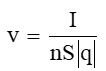 v = I / nS|q|